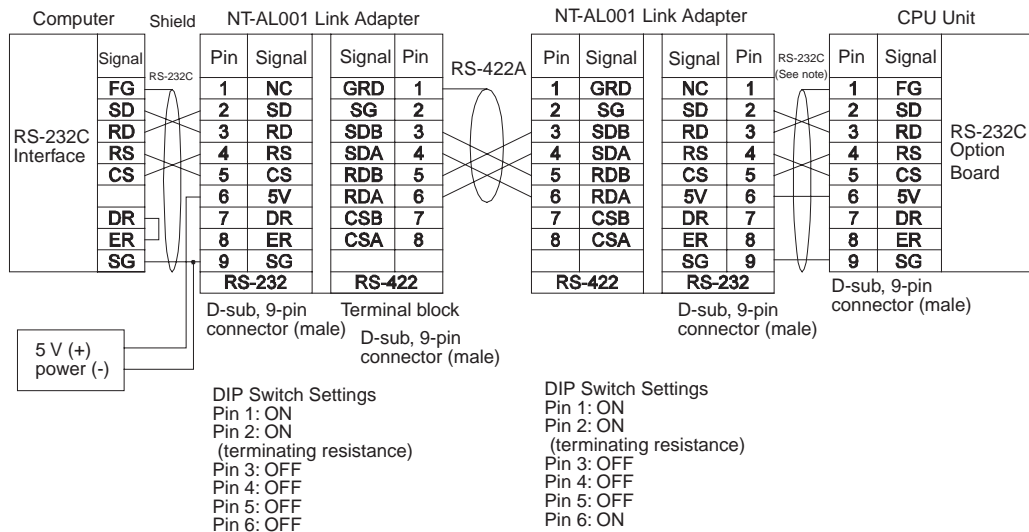 Computer Shield NT-AL001 Link Adapter NT-AL001 Link Adapter CPU Unit
Signal Pin Signal Signal Pin RS-422A Pin Signal Signal Pin RS-232C (See note) Pin Signal
RS-232C
FG 1 NC GRD 1 1 GRD NC 1 1 FG
SD 2 SD SG 2 2 SG SD 2 2 SD
RD 3 RD SDB 3 3 SDB RD 3 3 RD
RS-232C Interface
RS-232C Option Board
RS 4 RS SDA 4 4 SDA RS 4 4 RS
CS 5 CS RDB 5 5 RDB CS 5 5 CS
6 5V RDA 6 6 RDA 5V 6 6 5V
DR 7 DR CSB 7 7 CSB DR 7 7 DR
ER 8 ER CSA 8 8 CSA ER 8 8 ER
SG 9 SG SG 9 9 SG
RS-232 RS-422 RS-422 RS-232
D-sub, 9-pin
connector (male)
Terminal block
D-sub, 9-pin
connector (male)
D-sub, 9-pin
connector (male)
D-sub, 9-pin
connector (male)
5 V (+)
power (-)
DIP Switch Settings
Pin 1: ON
Pin 2: ON
(terminating resistance)
Pin 3: OFF
Pin 4: OFF
Pin 5: OFF
Pin 6: OFF
DIP Switch Settings
Pin 1: ON
Pin 2: ON
(terminating resistance)
Pin 3: OFF
Pin 4: OFF
Pin 5: OFF
Pin 6: ON